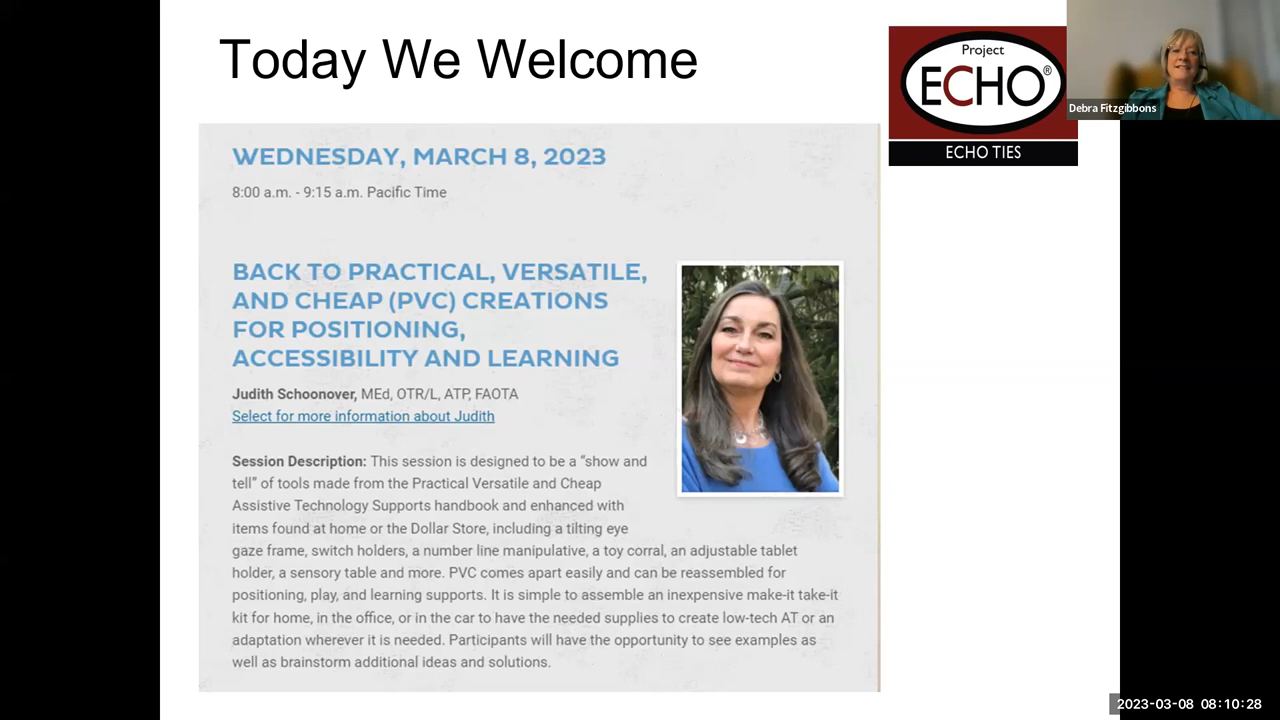 Today We Welcome
Project
ECHO®
ECHO TIES
Debra Fitzgibbons
WEDNESDAY, MARCH 8, 2023
8:00 a.m. - 9:15 a.m. Pacific Time
BACK TO PRACTICAL, VERSATILE,
AND CHEAP (PVC) CREATIONS
FOR POSITIONING,
ACCESSIBILITY AND LEARNING
Judith Schoonover, MEd, OTR/L, ATP, FAOTA
Select for more information about Judith
Session Description: This session is designed to be a “show and
tell” of tools made from the Practical Versatile and Cheap
Assistive Technology Supports handbook and enhanced with
items found at home or the Dollar Store, including a tilting eye
gaze frame, switch holders, a number line manipulative, a toy corral, an adjustable tablet
holder, a sensory table and more. PVC comes apart easily and can be reassembled for
positioning, play, and learning supports. It is simple to assemble an inexpensive make-it take-it
kit for home, in the office, or in the car to have the needed supplies to create low-tech AT or an
adaptation wherever it is needed. Participants will have the opportunity to see examples as
well as brainstorm additional ideas and solutions.
2023-03-08 08:10:28